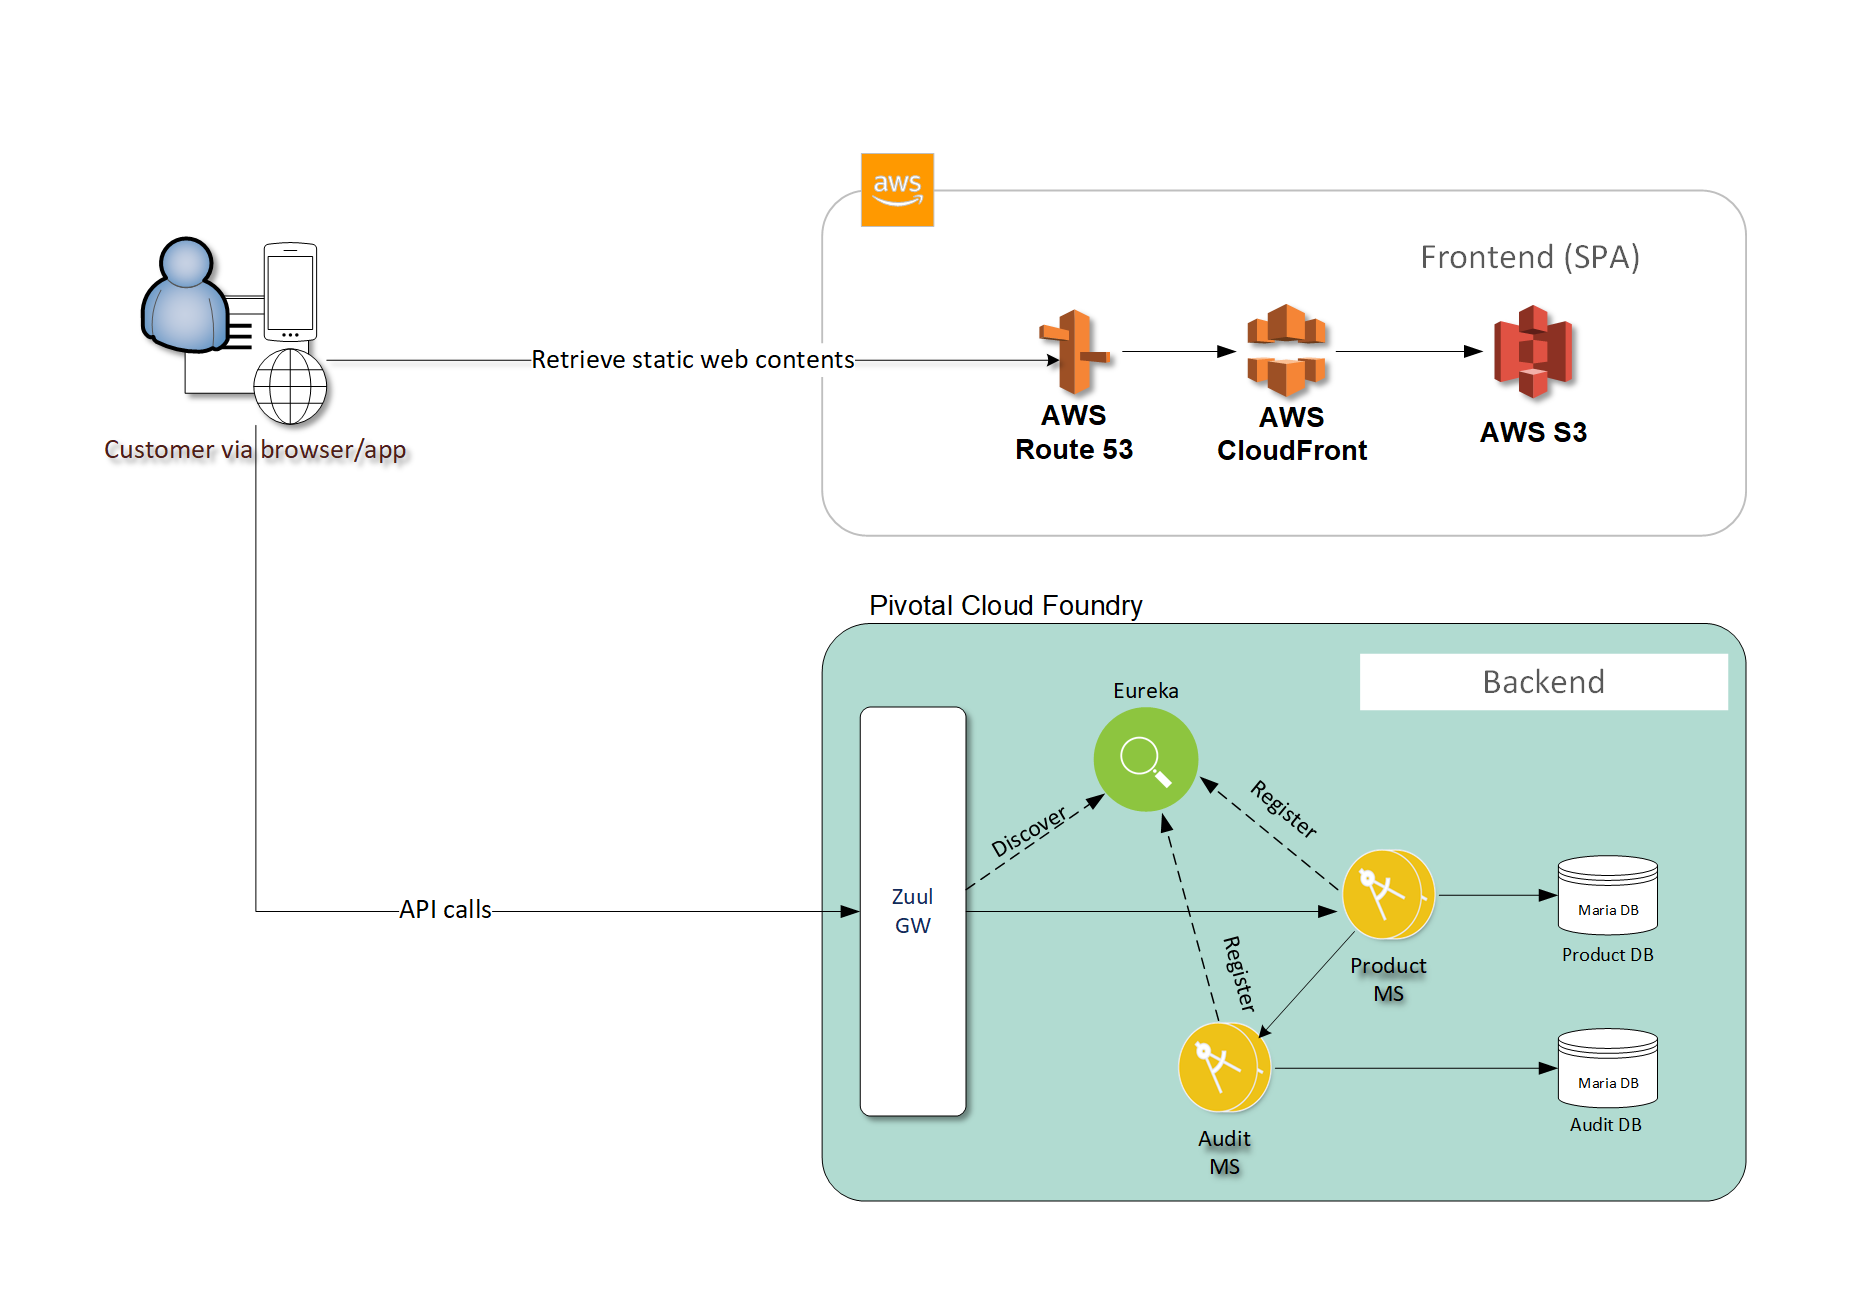 aws
Frontend (SPA)
Retrieve static web contents
AWS
Route 53
AWS
CloudFront
AWS S3
Customer via browser/app
Pivotal Cloud Foundry
Backend
Eureka
Discover
Register
Zuul
GW
API calls
Maria DB
Product DB
Register
Product
MS
Maria DB
Audit DB
Audit
MS